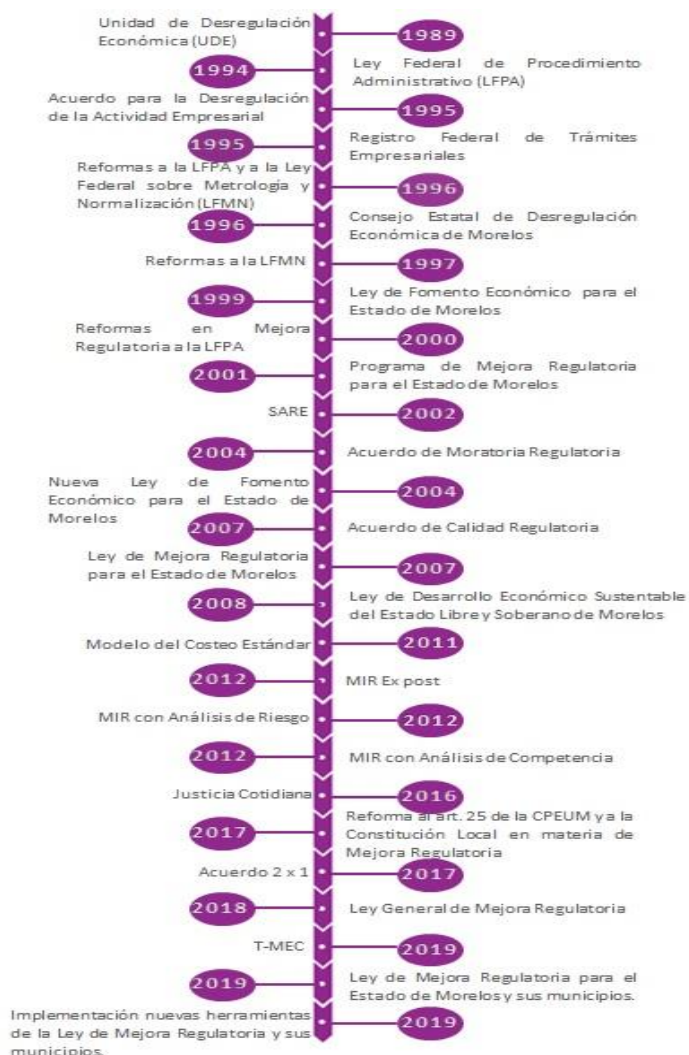 Unidad de Desregulación
Económica (UDE)
1989
1994
Ley Federal de Procedimiento
Administrativo (LFPA)
Acuerdo para la Desregulación
de la Actividad Empresarial
1995
1995
Registro Federal de Trámites
Empresariales
Reformas a la LFPA y a la Ley
Federal sobre Metrología y
Normalización (LFMN)
1996
1996
Consejo Estatal de Desregulación
Económica de Morelos
Reformas a la LFMN
1997
1999
Ley de Fomento Económico para el
Estado de Morelos
Reformas en Mejora
Regulatoria a la LFPA
2000
2001
Programa de Mejora Regulatoria
para el Estado de Morelos
SARE
2002
2004
Acuerdo de Moratoria Regulatoria
Nueva Ley de Fomento
Económico para el Estado de
Morelos
2004
2007
Acuerdo de Calidad Regulatoria
Ley de Mejora Regulatoria
para el Estado de Morelos
2007
2008
Ley de Desarrollo Económico Sustentable
del Estado Libre y Soberano de Morelos
Modelo del Costeo Estándar
2011
2012
MIR Ex post
MIR con Análisis de Riesgo
2012
2012
MIR con Análisis de Competencia
Justicia Cotidiana
2016
2017
Reforma al art. 25 de la CPEUM y a la
Constitución Local en materia de
Mejora Regulatoria
Acuerdo 2 x 1
2017
2018
Ley General de Mejora Regulatoria
T-MEC
2019
2019
Ley de Mejora Regulatoria para el
Estado de Morelos y sus municipios.
Implementación nuevas herramientas
de la Ley de Mejora Regulatoria y sus
municipios.
2019